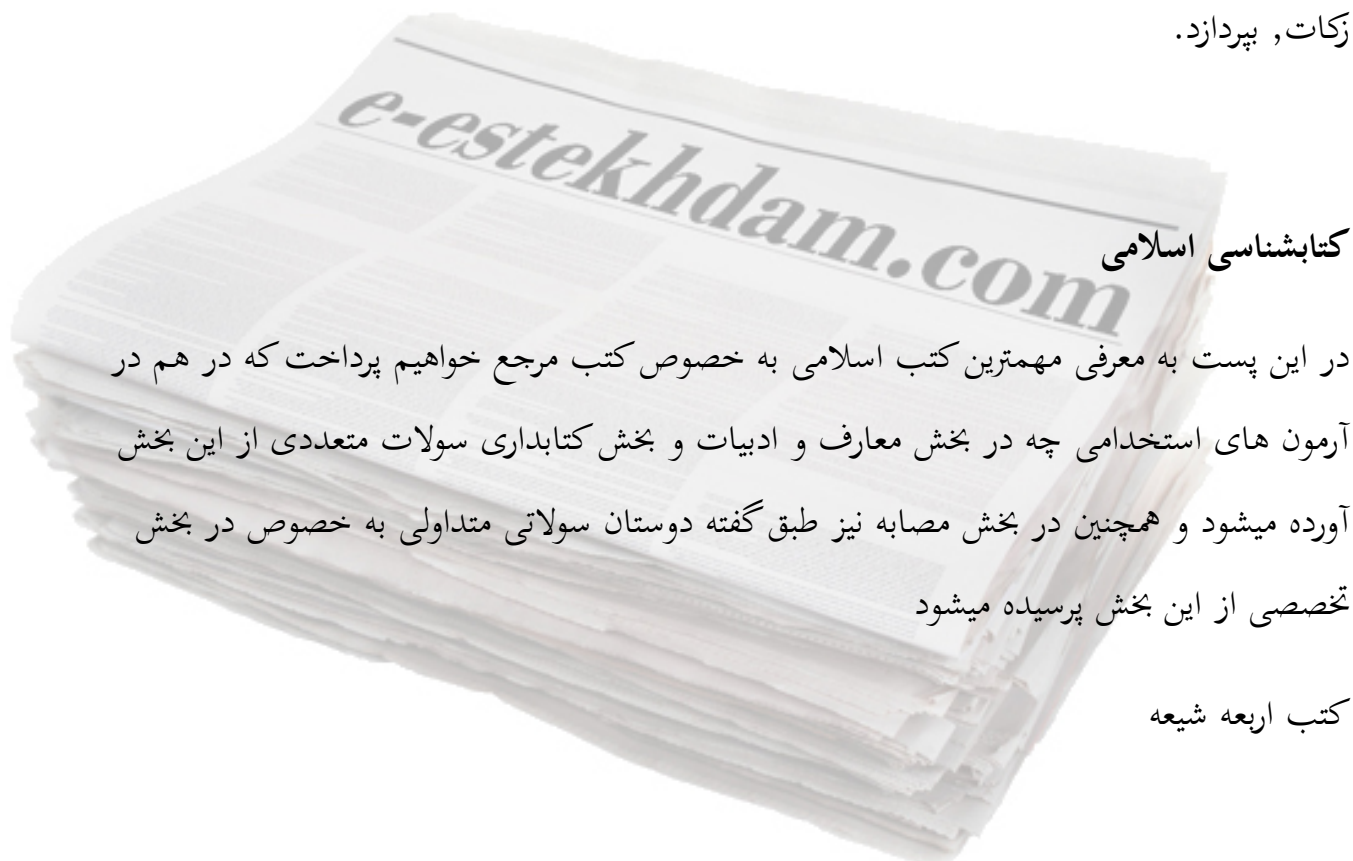 زکات, بپردازد.
e-estekhdam.com
کتابشناسی اسلامی
در این پست به معرفی مهمترین کتب اسلامی به خصوص کتب مرجع خواهیم پرداخت که در هم در
آرمون های استخدامی چه در بخش معارف و ادبیات و بخش کتابداری سولات متعددی از این بخش
آورده میشود و همچنین در بخش مصابه نیز طبق گفته دوستان سولاتی متداولی به خصوص در بخش
تخصصی از این بخش پرسیده میشود
کتب اربعه شیعه